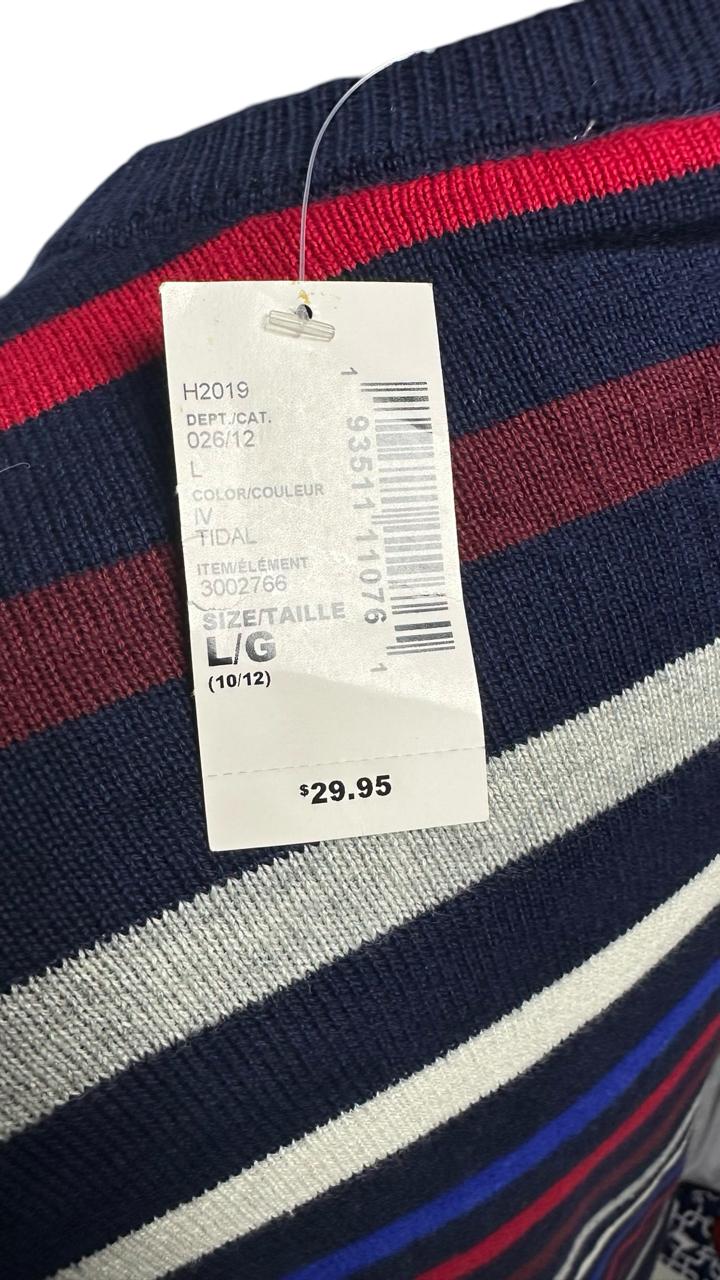 H2019
DEPT./CAT.
026/12
L
COLOR/COULEUR
IV
TIDAL
ITEM/ÉLÉMENT
3002766
SIZE/TAILLE
L/G
(10/12)
1 93511 11076 1
$29.95